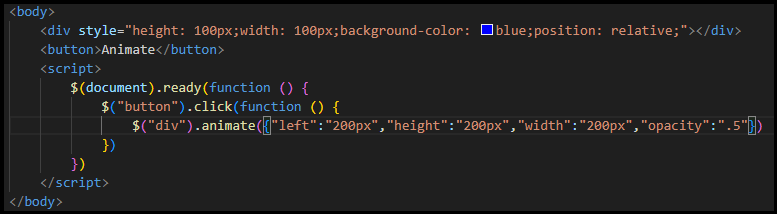 <body>
    <div style="height: 100px;width: 100px;background-color: blue;position: relative;"></div>
    <button>Animate</button>
    <script>
        $(document).ready(function () {
            $("button").click(function () {
                $("div").animate({"left":"200px","height":"200px","width":"200px","opacity":".5"})
            })
        })
    </script>
</body>